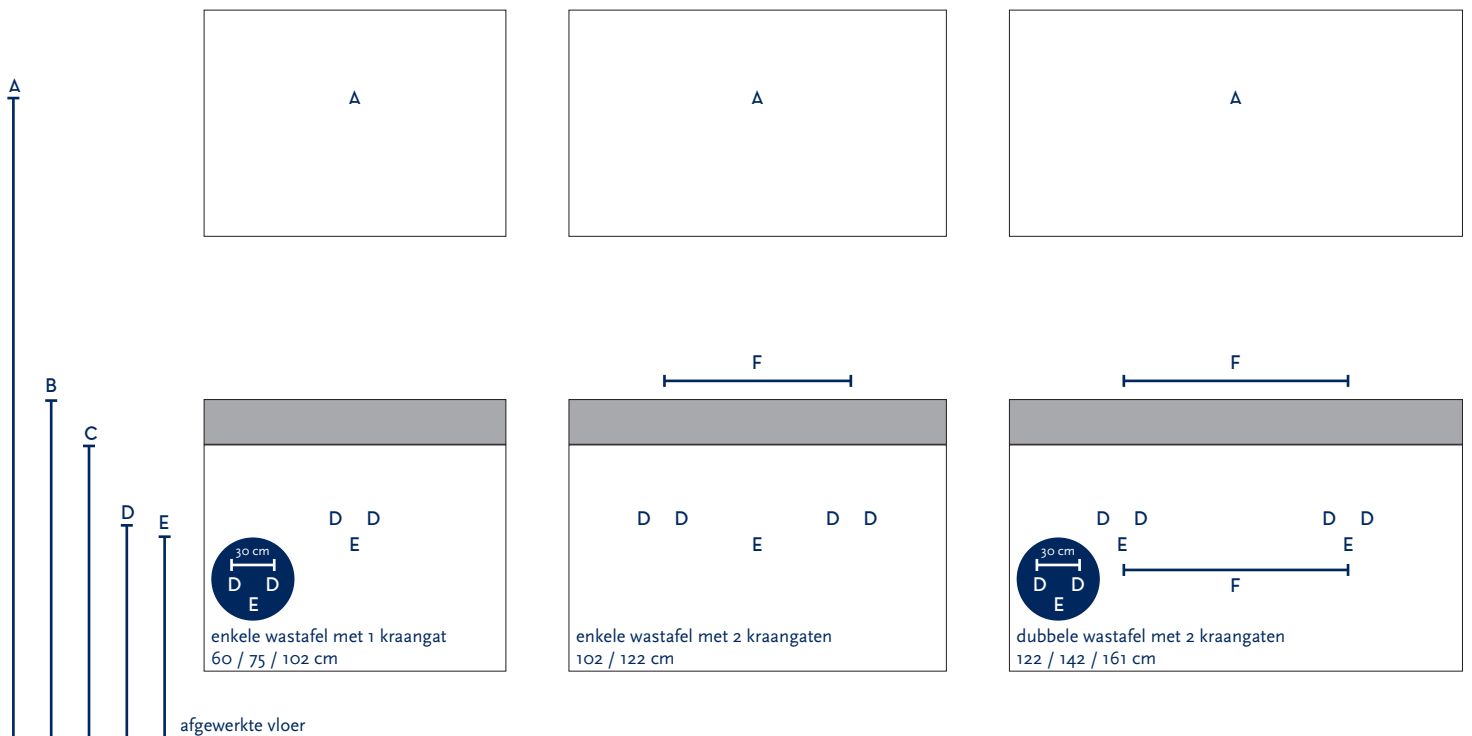 A
A
A
A
B
F
F
C
D
E
D D
E
30 cm
D D
E
enkele wastafel met 1 kraangat
60 / 75 / 102 cm
D D D D
E
enkele wastafel met 2 kraangaten
102 / 122 cm
D D D D
E E
F
30 cm
D D
E
dubbele wastafel met 2 kraangaten
122 / 142 / 161 cm
afgewerkte vloer